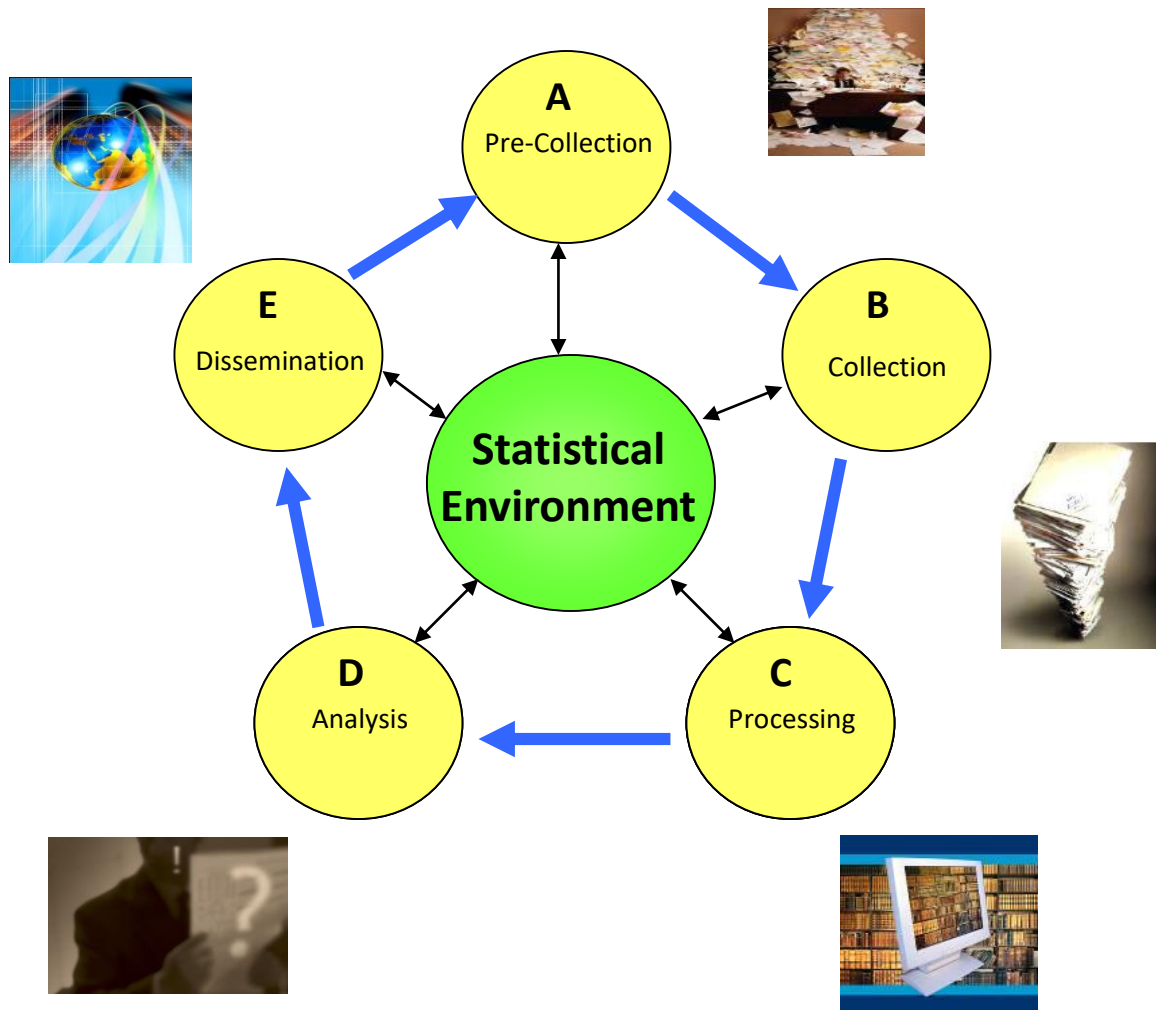 A
Pre-Collection
B
Collection
C
Processing
D
Analysis
E
Dissemination
Statistical
Environment
!
?